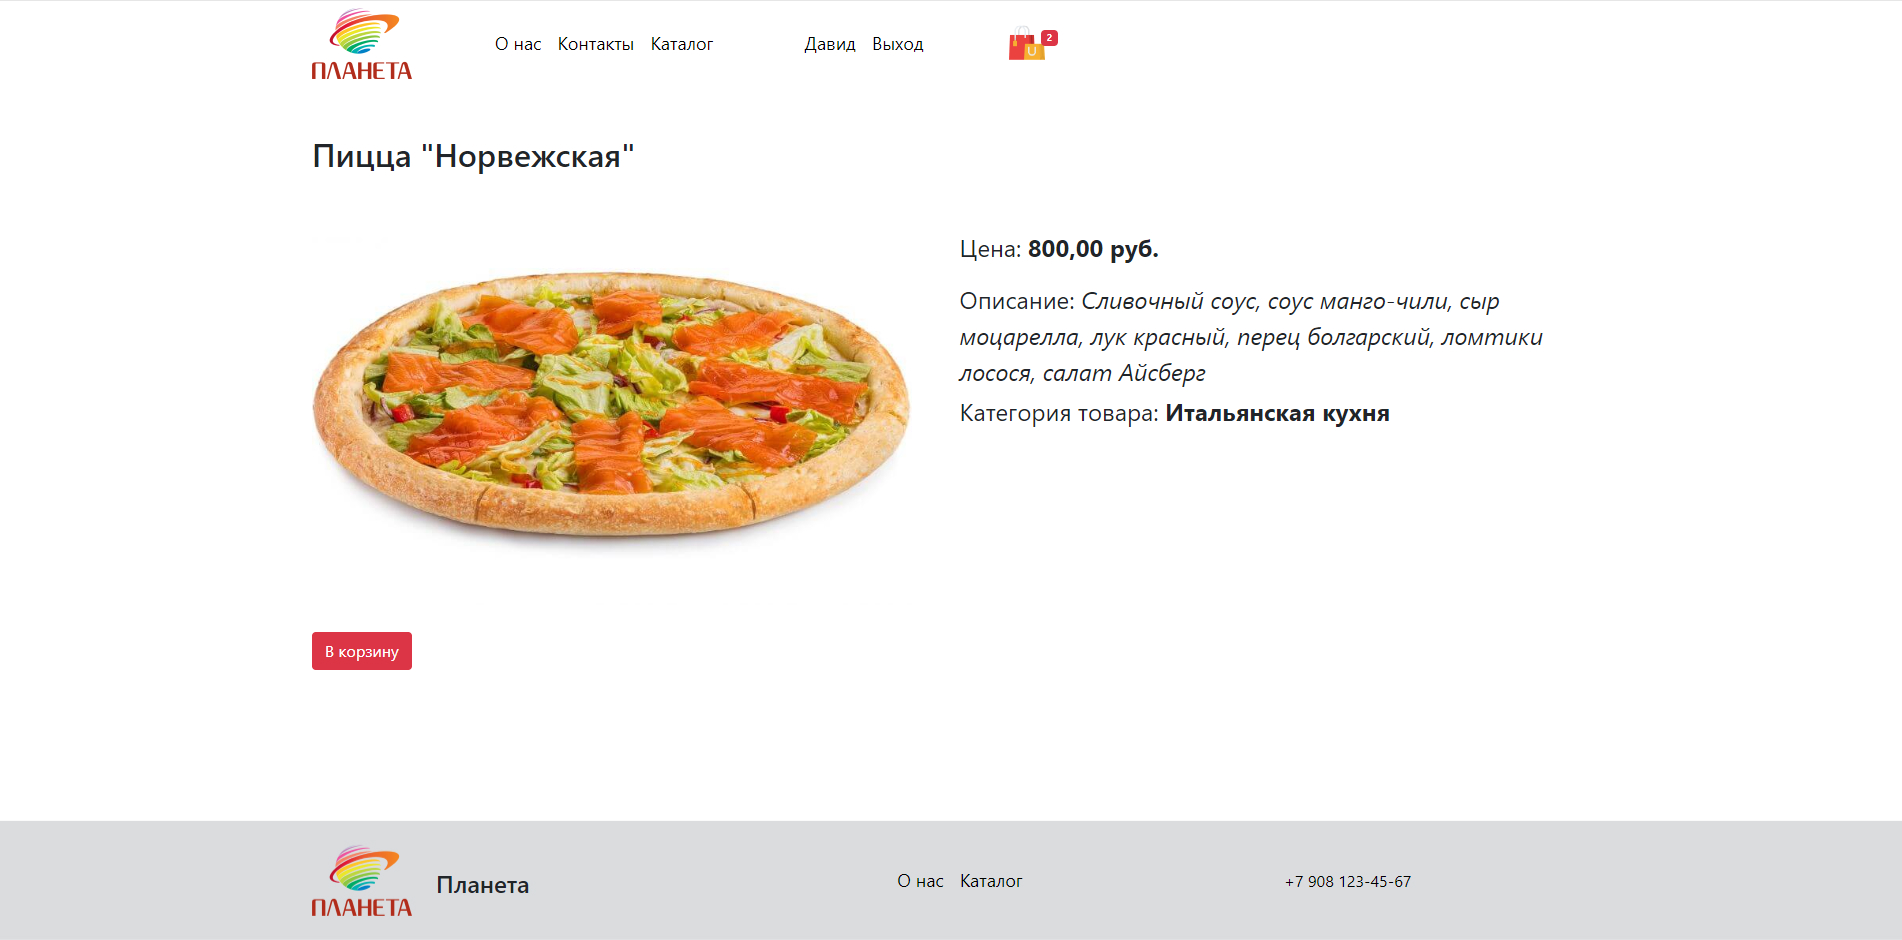 ПЛАНЕТА
О нас Контакты Каталог Давид Выход 2
Пицца "Норвежская"
Цена: 800,00 руб.
Описание: Сливочный соус, соус манго-чили, сыр
моцарелла, лук красный, перец болгарский, ломтики
лосося, салат Айсберг
Категория товара: Итальянская кухня
В корзину
ПЛАНЕТА
Планета
О нас Каталог
+7 908 123-45-67